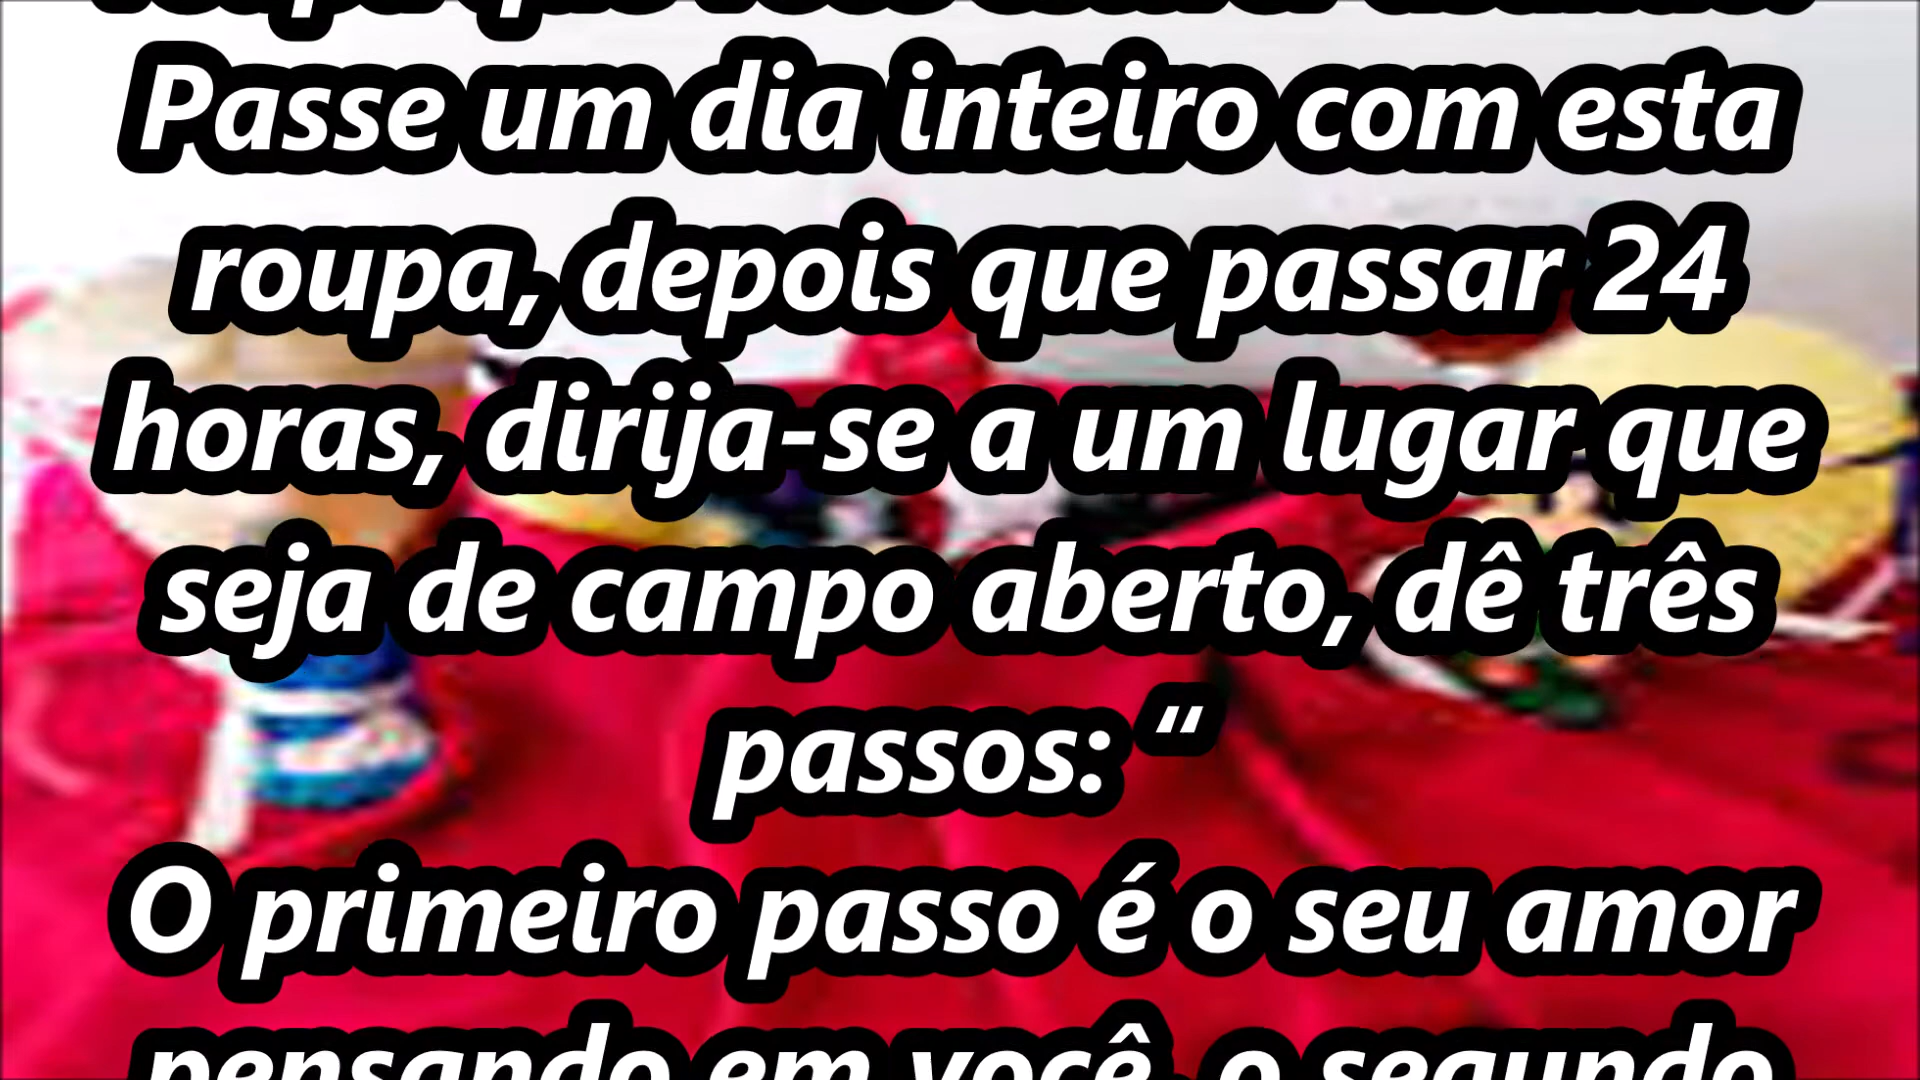 Passe um dia inteiro com esta
roupa, depois que passar 24
horas, dirija-se a um lugar que
seja de campo aberto, dê três
passos: “
O primeiro passo é o seu amor
pensando em você, o segundo